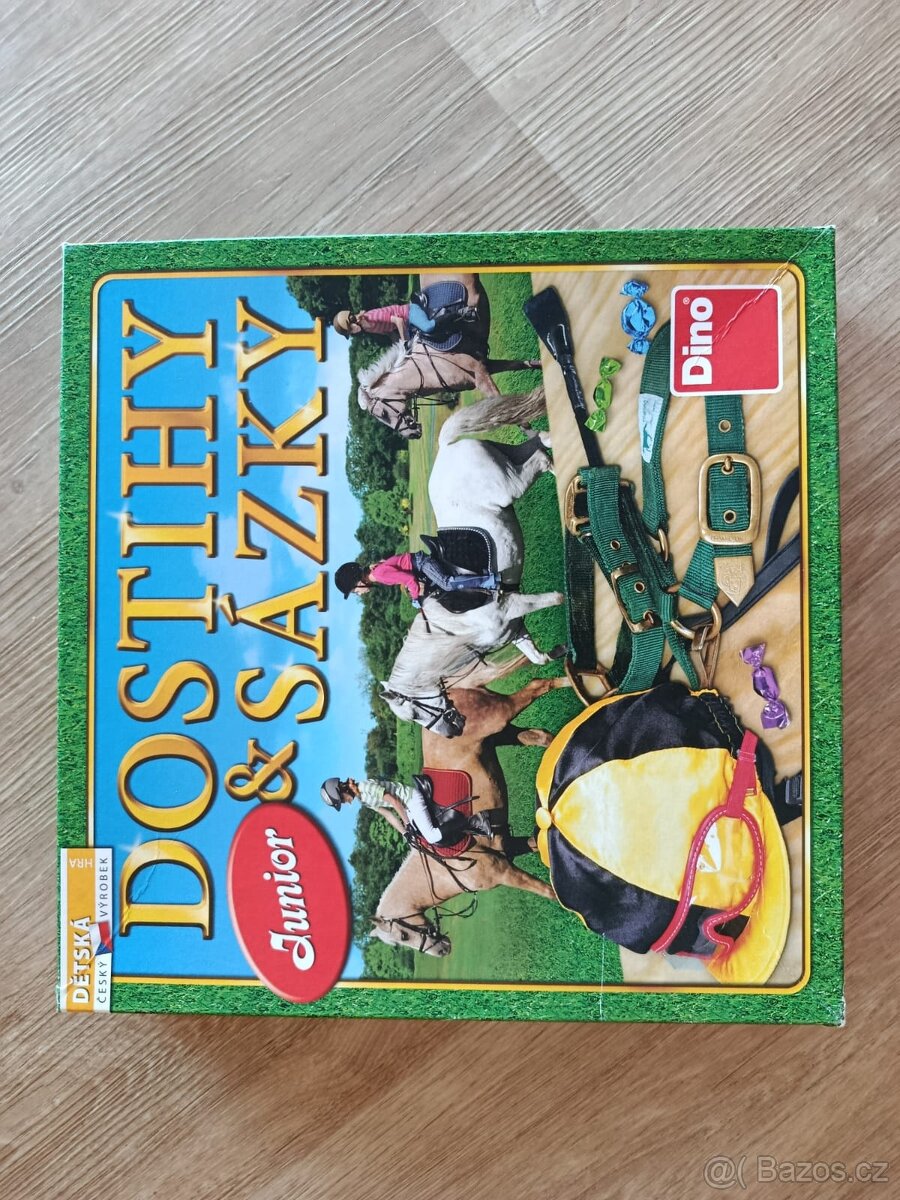 DĚTSKÁ
HRA
ČESKÝ VÝROBEK
DOSTIHY
& SÁZKY
Junior
Dino®
@( Bazos.cz